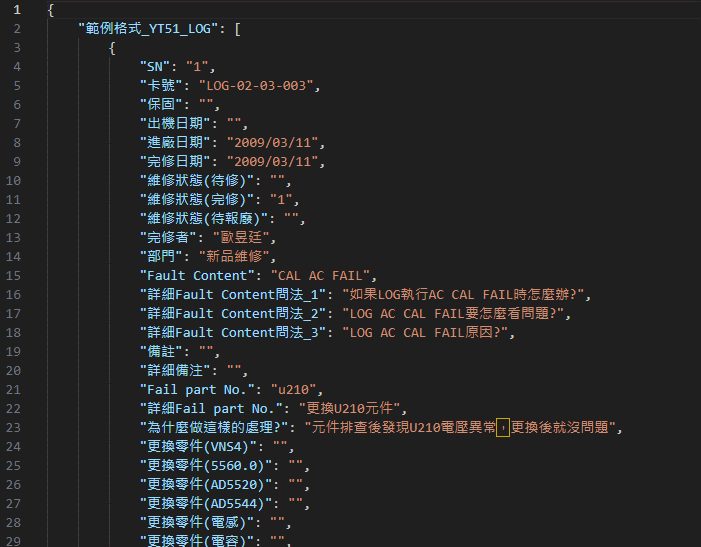 1 {
2 "範例格式_YT51_LOG": [
3 {
4 "SN": "1",
5 "卡號": "LOG-02-03-003",
6 "保固": "",
7 "出機日期": "",
8 "進廠日期": "2009/03/11",
9 "完修日期": "2009/03/11",
10 "維修狀態(待修)": "",
11 "維修狀態(完修)": "1",
12 "維修狀態(待報廢)": "",
13 "完修者": "歐昱廷",
14 "部門": "新品維修",
15 "Fault Content": "CAL AC FAIL",
16 "詳細Fault Content問法_1": "如果LOG執行AC CAL FAIL時怎麼辦?",
17 "詳細Fault Content問法_2": "LOG AC CAL FAIL要怎麼看問題?",
18 "詳細Fault Content問法_3": "LOG AC CAL FAIL原因?",
19 "備註": "",
20 "詳細備注": "",
21 "Fail part No.": "u210",
22 "詳細Fail part No.": "更換U210元件",
23 "為什麼做這樣的處理?": "元件排查後發現U210電壓異常，更換後就沒問題",
24 "更換零件(VNS4)": "",
25 "更換零件(5560.0)": "",
26 "更換零件(AD5520)": "",
27 "更換零件(AD5544)": "",
28 "更換零件(電感)": "",
29 "更換零件(電容)": "",